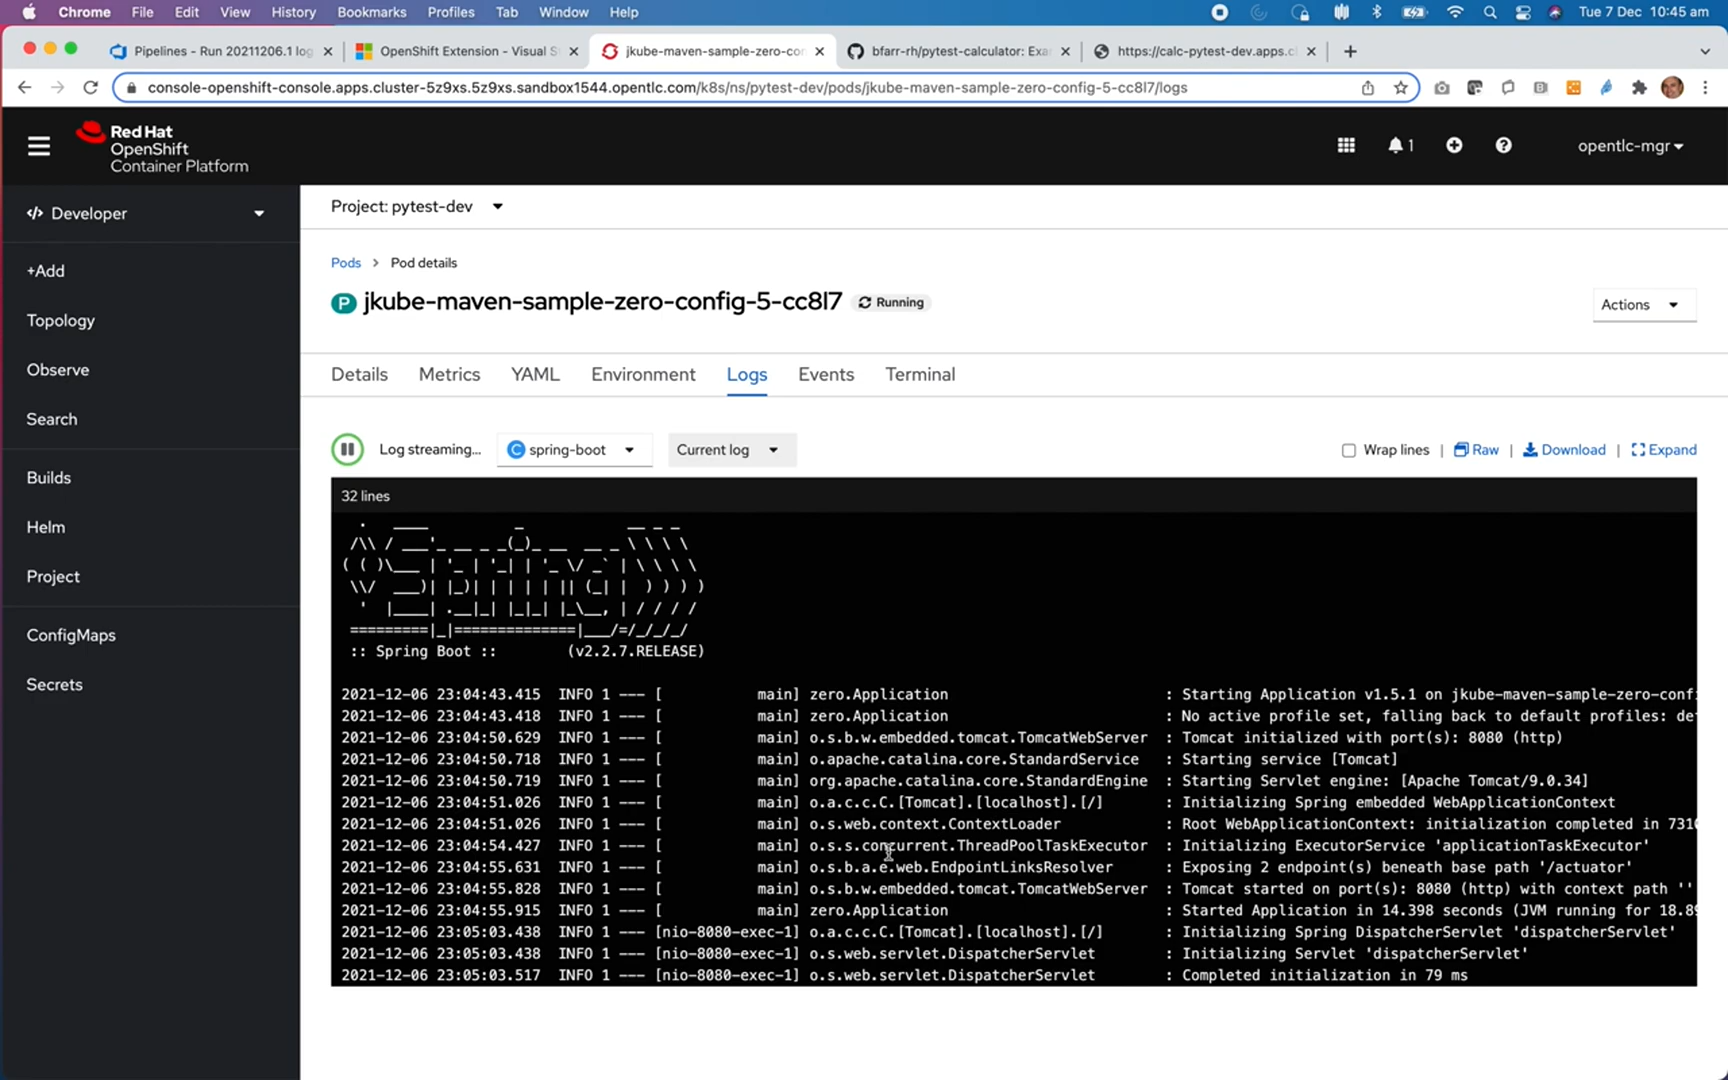 Chrome File Edit View History Bookmarks Profiles Tab Window Help Tue 7 Dec 10:45 am
Pipelines - Run 20211206.1 log OpenShift Extension - Visual S jkube-maven-sample-zero-con bfarr-rh/pytest-calculator: Exa https://calc-pytest-dev.apps.c
console-openshift-console.apps.cluster-5z9xs.5z9xs.sandbox1544.opentlc.com/k8s/ns/pytest-dev/pods/jkube-maven-sample-zero-config-5-cc8l7/logs
Red Hat
OpenShift
Container Platform
1
opentlc-mgr
Developer
+Add
Topology
Observe
Search
Builds
Helm
Project
ConfigMaps
Secrets
Project: pytest-dev
Pods > Pod details
P jkube-maven-sample-zero-config-5-cc8l7 Running
Actions
Details Metrics YAML Environment Logs Events Terminal
Log streaming... C spring-boot Current log Wrap lines | Raw | Download | Expand
32 lines
:: Spring Boot :: (v2.2.7.RELEASE)
2021-12-06 23:04:43.415 INFO 1 --- [ main] zero.Application : Starting Application v1.5.1 on jkube-maven-sample-zero-conf
2021-12-06 23:04:43.418 INFO 1 --- [ main] zero.Application : No active profile set, falling back to default profiles: de
2021-12-06 23:04:50.629 INFO 1 --- [ main] o.s.b.w.embedded.tomcat.TomcatWebServer : Tomcat initialized with port(s): 8080 (http)
2021-12-06 23:04:50.718 INFO 1 --- [ main] o.apache.catalina.core.StandardService : Starting service [Tomcat]
2021-12-06 23:04:50.719 INFO 1 --- [ main] org.apache.catalina.core.StandardEngine : Starting Servlet engine: [Apache Tomcat/9.0.34]
2021-12-06 23:04:51.026 INFO 1 --- [ main] o.a.c.c.C.[Tomcat].[localhost].[/] : Initializing Spring embedded WebApplicationContext
2021-12-06 23:04:51.026 INFO 1 --- [ main] o.s.web.context.ContextLoader : Root WebApplicationContext: initialization completed in 731
2021-12-06 23:04:54.427 INFO 1 --- [ main] o.s.s.concurrent.ThreadPoolTaskExecutor : Initializing ExecutorService 'applicationTaskExecutor'
2021-12-06 23:04:55.631 INFO 1 --- [ main] o.s.b.a.e.web.EndpointLinksResolver : Exposing 2 endpoint(s) beneath base path '/actuator'
2021-12-06 23:04:55.828 INFO 1 --- [ main] o.s.b.w.embedded.tomcat.TomcatWebServer : Tomcat started on port(s): 8080 (http) with context path ''
2021-12-06 23:04:55.915 INFO 1 --- [ main] zero.Application : Started Application in 14.398 seconds (JVM running for 18.8
2021-12-06 23:05:03.438 INFO 1 --- [nio-8080-exec-1] o.a.c.c.C.[Tomcat].[localhost].[/] : Initializing Spring DispatcherServlet 'dispatcherServlet'
2021-12-06 23:05:03.438 INFO 1 --- [nio-8080-exec-1] o.s.web.servlet.DispatcherServlet : Initializing Servlet 'dispatcherServlet'
2021-12-06 23:05:03.517 INFO 1 --- [nio-8080-exec-1] o.s.web.servlet.DispatcherServlet : Completed initialization in 79 ms